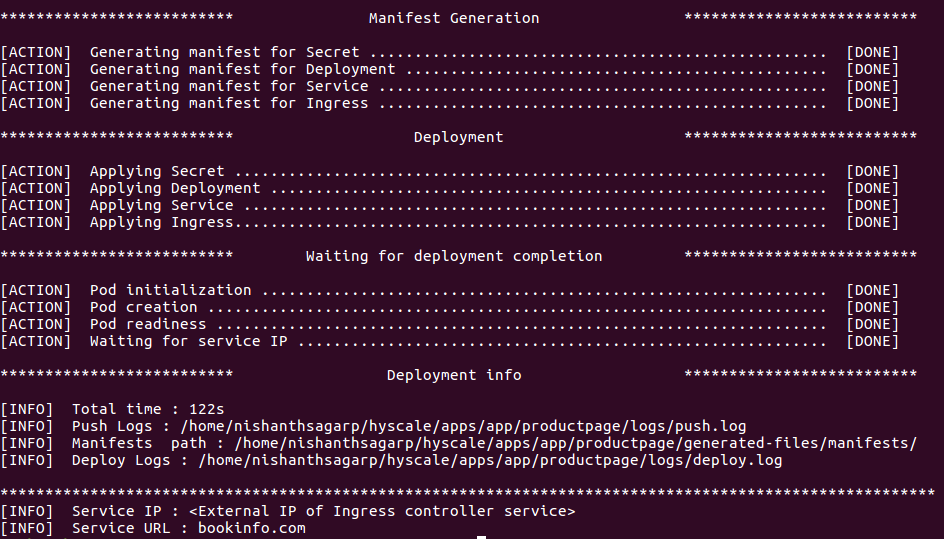 **************************               Manifest Generation                **************************
[ACTION]  Generating manifest for Secret ...................................................  [DONE]
[ACTION]  Generating manifest for Deployment ...............................................  [DONE]
[ACTION]  Generating manifest for Service ..................................................  [DONE]
[ACTION]  Generating manifest for Ingress ..................................................  [DONE]
**************************                    Deployment                    **************************
[ACTION]  Applying Secret ..................................................................  [DONE]
[ACTION]  Applying Deployment ..............................................................  [DONE]
[ACTION]  Applying Service .................................................................  [DONE]
[ACTION]  Applying Ingress..................................................................  [DONE]
**************************        Waiting for deployment completion         **************************
[ACTION]  Pod initialization ...............................................................  [DONE]
[ACTION]  Pod creation .....................................................................  [DONE]
[ACTION]  Pod readiness ....................................................................  [DONE]
[ACTION]  Waiting for service IP ...........................................................  [DONE]
**************************                 Deployment info                  **************************
[INFO]  Total time : 122s
[INFO]  Push Logs : /home/nishanthsagarp/hyscale/apps/app/productpage/logs/push.log
[INFO]  Manifests  path : /home/nishanthsagarp/hyscale/apps/app/productpage/generated-files/manifests/
[INFO]  Deploy Logs : /home/nishanthsagarp/hyscale/apps/app/productpage/logs/deploy.log
********************************************************************************************************
[INFO]  Service IP : <External IP of Ingress controller service>
[INFO]  Service URL : bookinfo.com